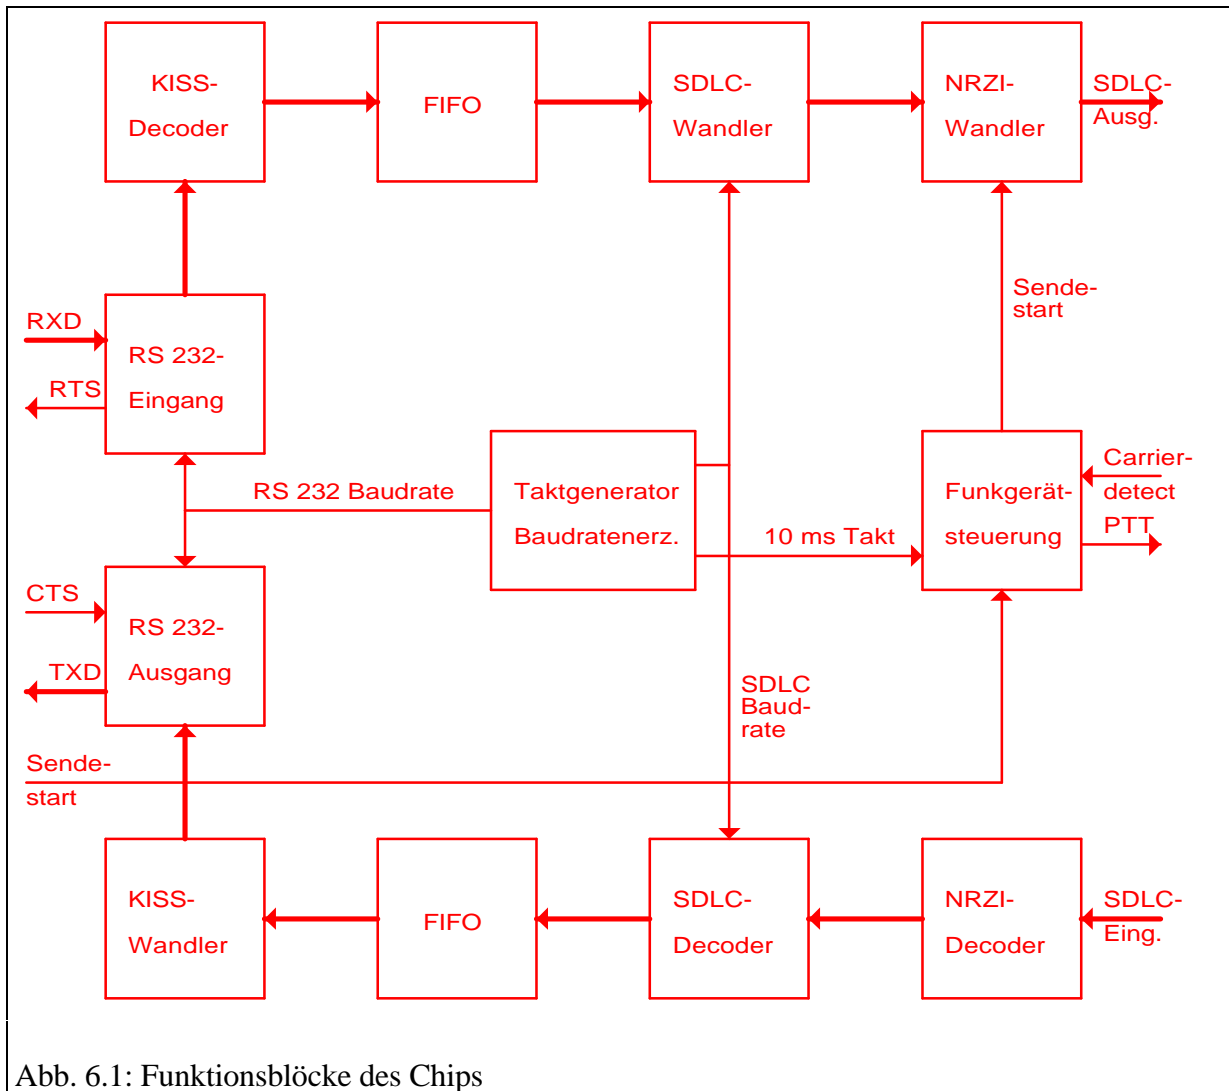 KISS-
Decoder
FIFO
SDLC-
Wandler
NRZI-
Wandler
SDLC-
Ausg.
Sende-
start
RXD
RTS
RS 232-
Eingang
RS 232 Baudrate
Taktgenerator
Baudratenerz.
10 ms Takt
Funkgerät-
steuerung
Carrier-
detect
PTT
CTS
TXD
RS 232-
Ausgang
SDLC
Baud-
rate
Sende-
start
KISS-
Wandler
FIFO
SDLC-
Decoder
NRZI-
Decoder
SDLC-
Eing.
Abb. 6.1: Funktionsblöcke des Chips